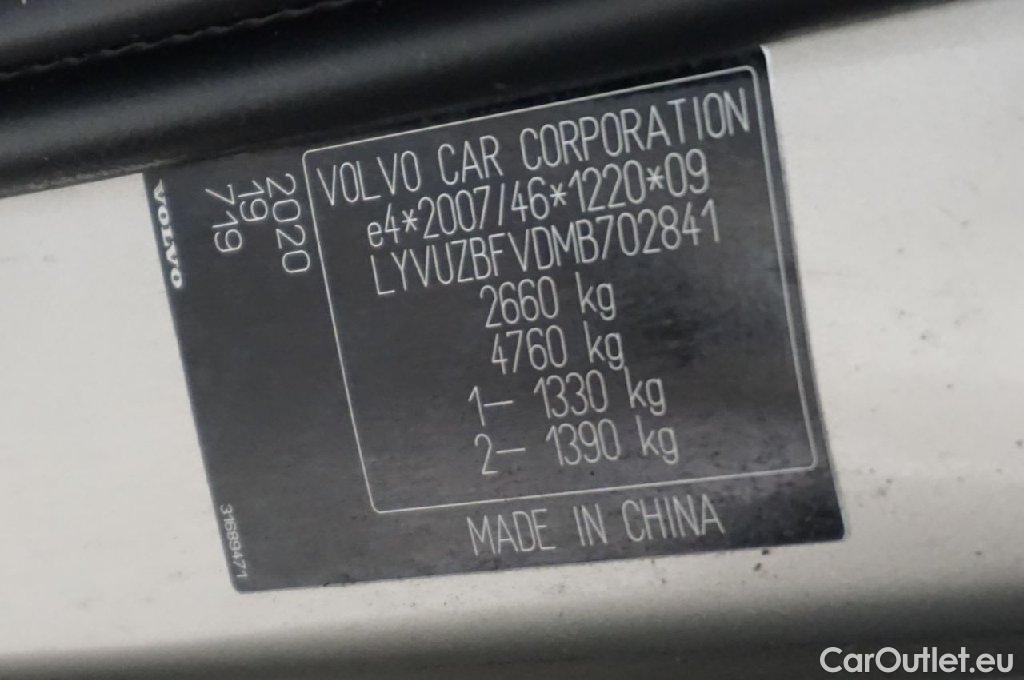 VOLVO
2020
19
719
VOLVO CAR CORPORATION
e4*2007/46*1220*09
LYVUZBFVDMB702841
2660 kg
4760 kg
1– 1330 kg
2– 1390 kg
MADE IN CHINA
31689471
CarOutlet.eu